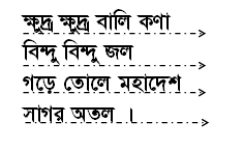 ক্ষুদ্র ক্ষুদ্র বালি কণা
বিন্দু বিন্দু জল
গড়ে তোলে মহাদেশ
সাগর অতল ।